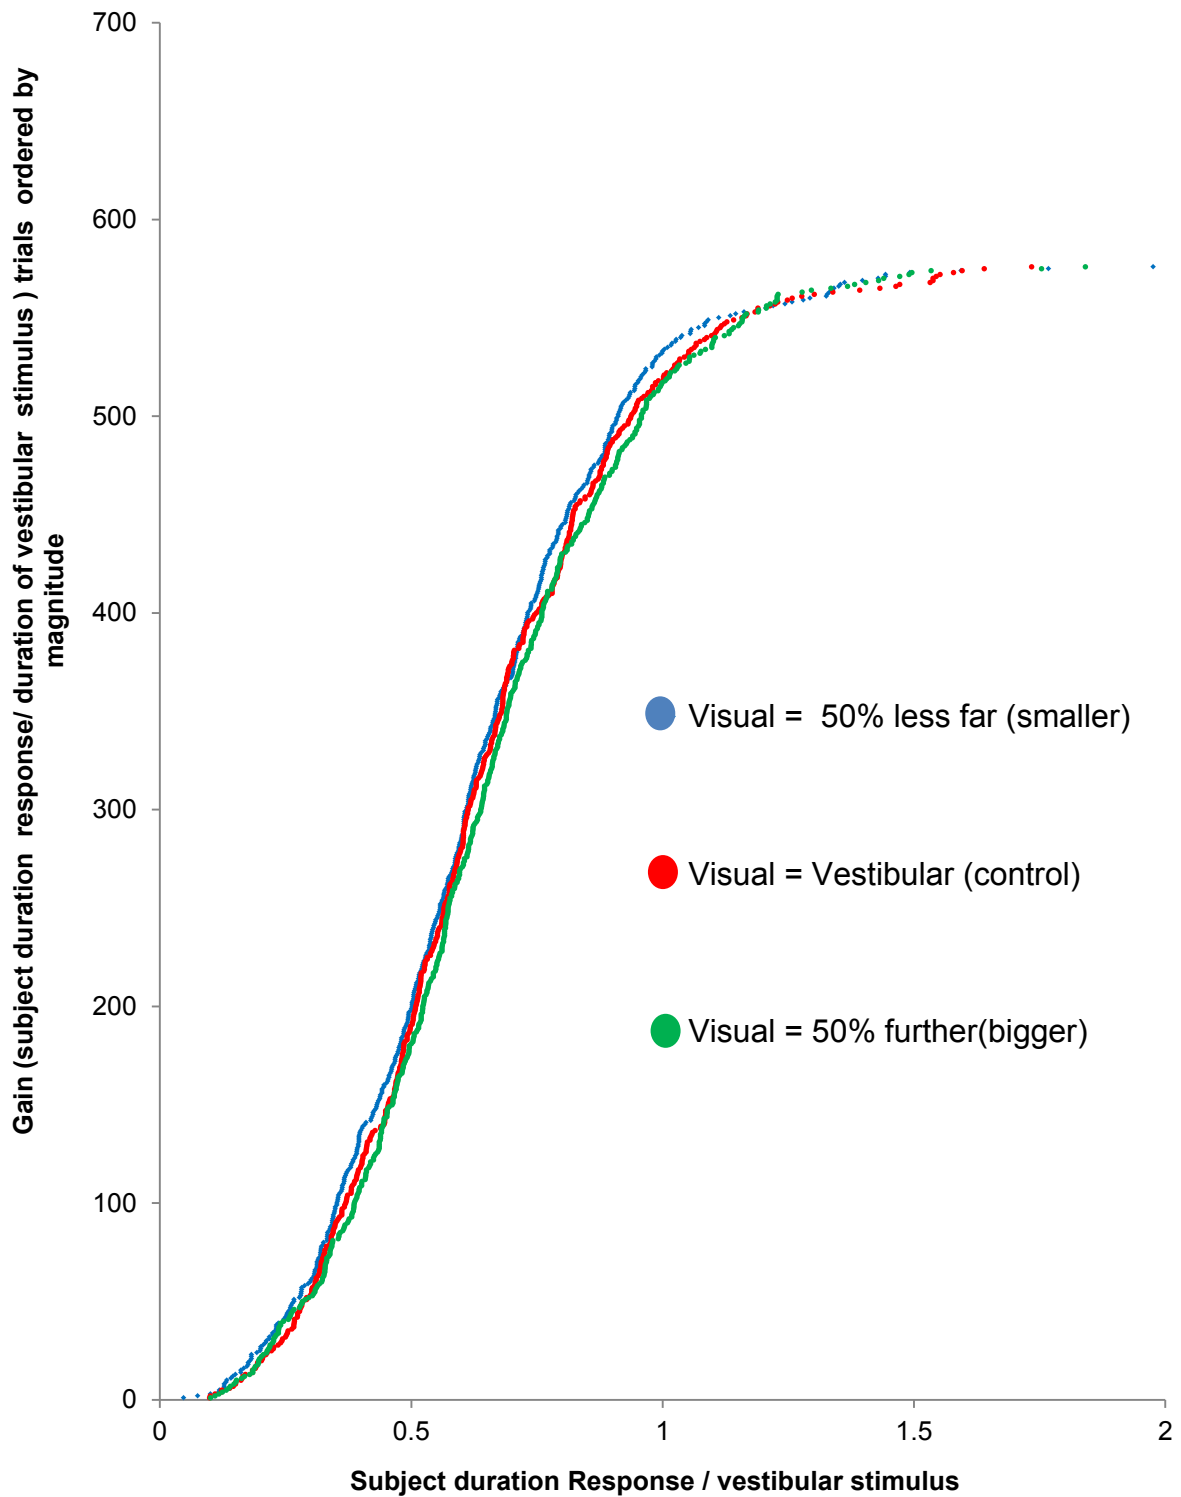 Gain (subject duration response/ duration of vestibular stimulus ) trials ordered by
magnitude
700
600
500
400
300
200
100
0
Visual = 50% less far (smaller)
Visual = Vestibular (control)
Visual = 50% further(bigger)
0 0.5 1 1.5 2
Subject duration Response / vestibular stimulus